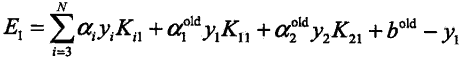 $E_1 = \sum_{i=3}^{N} \alpha_i y_i K_{i1} + \alpha_1^{\text{old}} y_1 K_{11} + \alpha_2^{\text{old}} y_2 K_{21} + b^{\text{old}} - y_1$